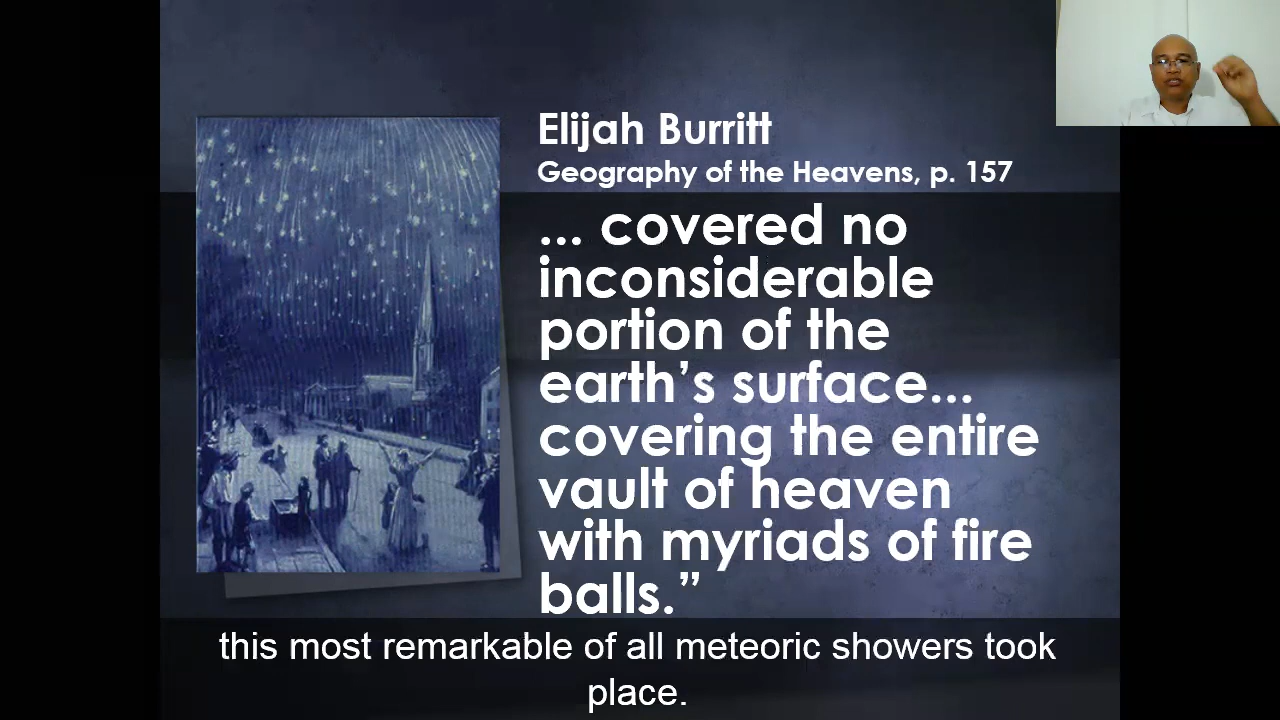 Elijah Burritt
Geography of the Heavens, p. 157
... covered no
inconsiderable
portion of the
earth’s surface...
covering the entire
vault of heaven
with myriads of fire
balls.”
this most remarkable of all meteoric showers took
place.